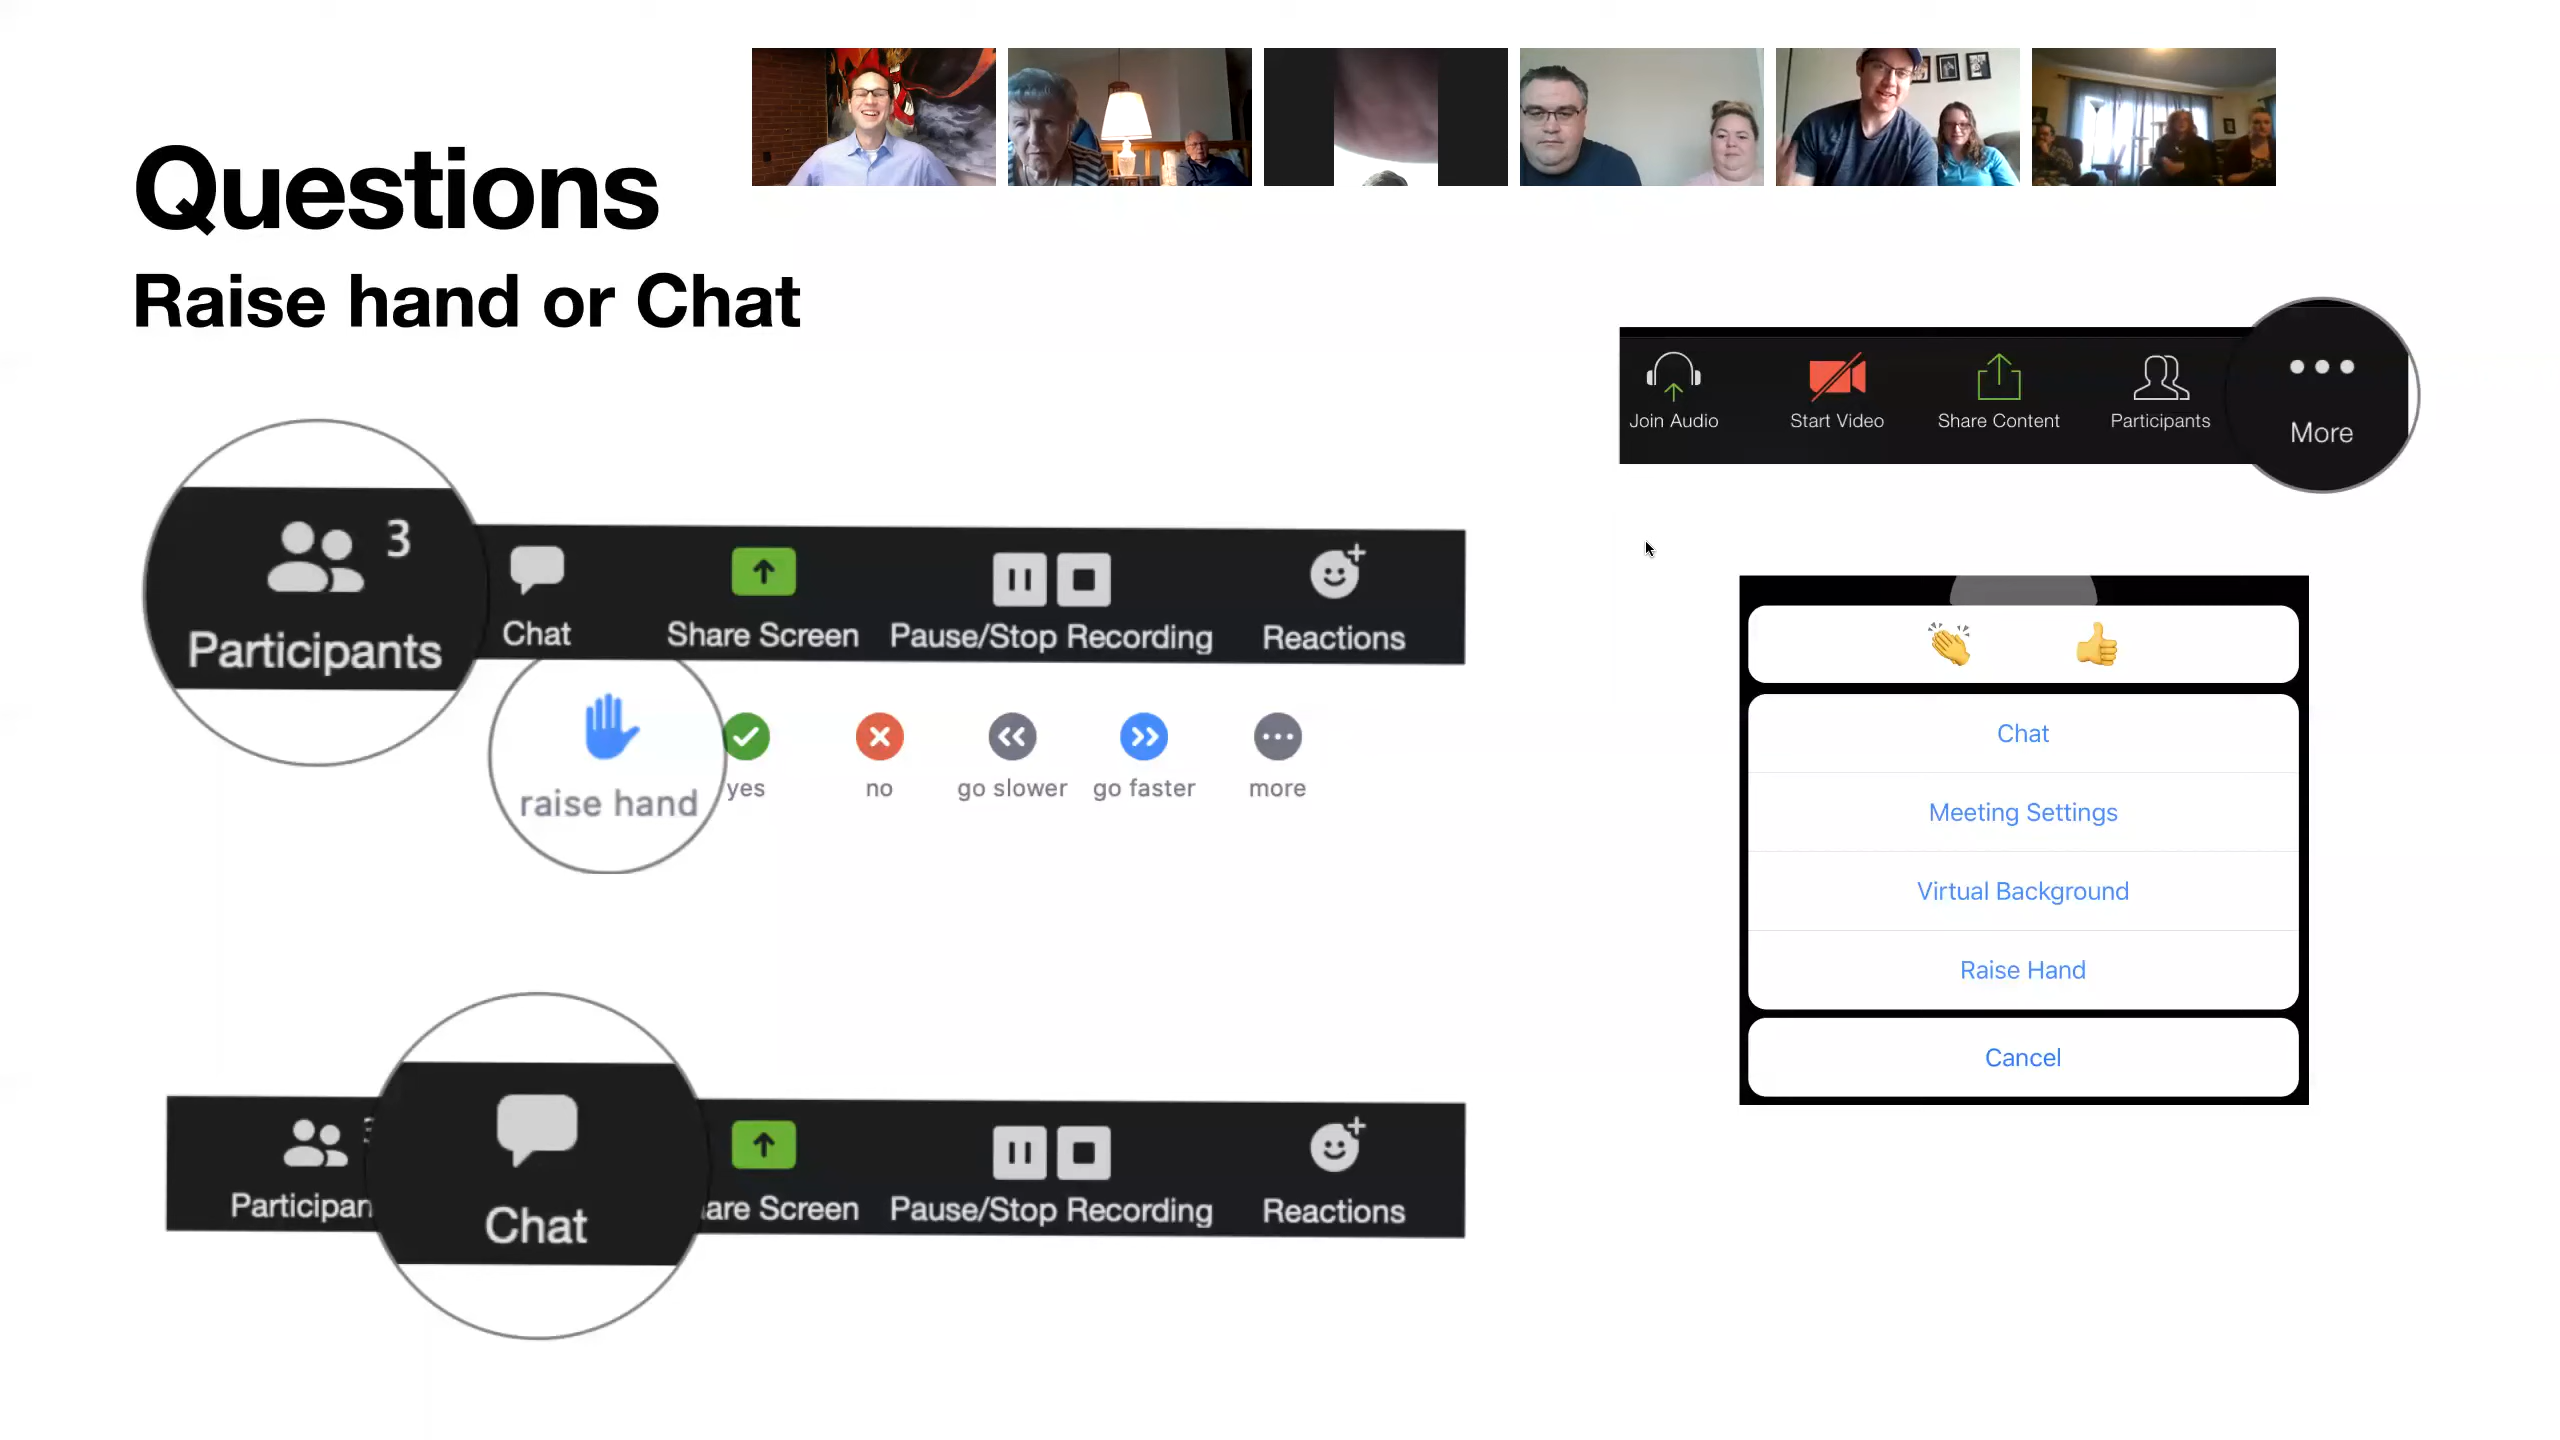 Questions
Raise hand or Chat
3
Participants
Chat
Share Screen
Pause/Stop Recording
Reactions
raise hand
yes
no
go slower
go faster
more
Participan
Chat
are Screen
Pause/Stop Recording
Reactions
Join Audio
Start Video
Share Content
Participants
More
Chat
Meeting Settings
Virtual Background
Raise Hand
Cancel